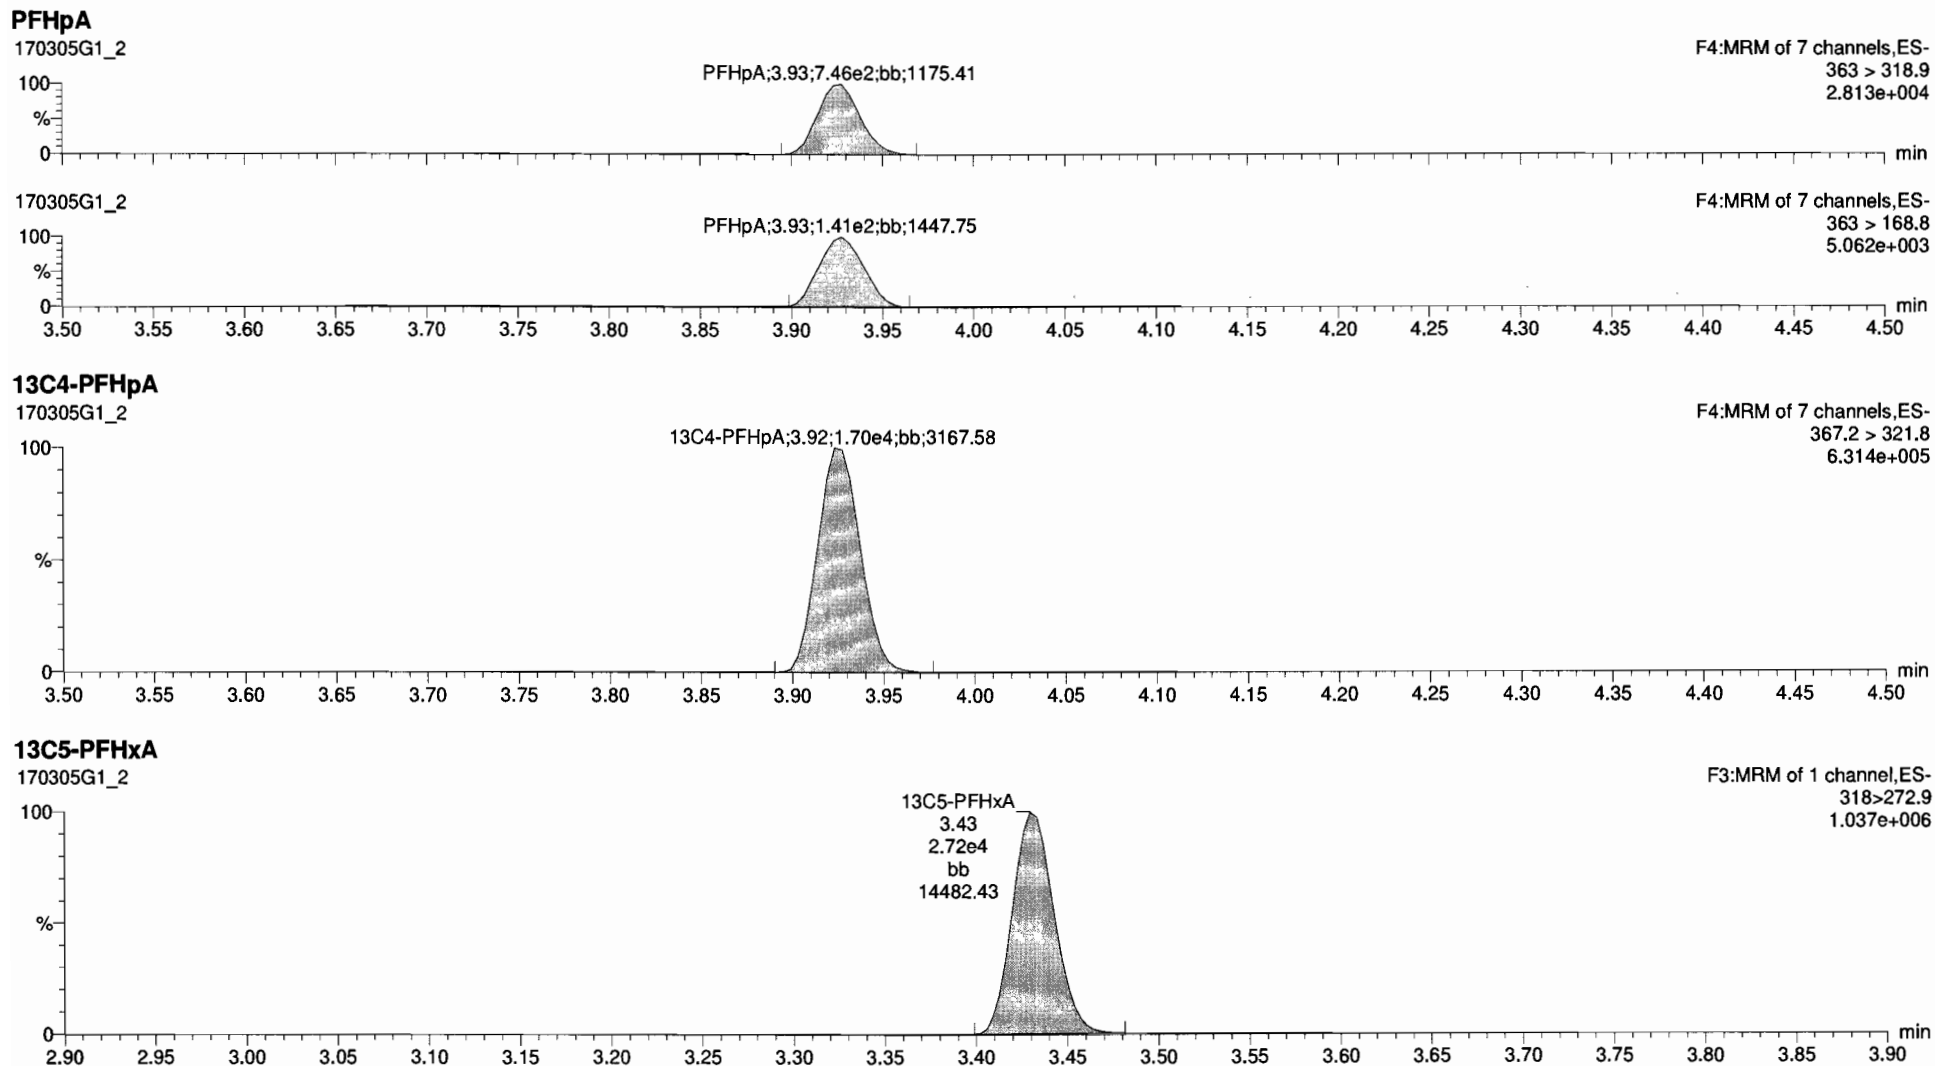 PFHpA
170305G1_2
F4:MRM of 7 channels,ES-
363 > 318.9
2.813e+004
PFHpA;3.93;7.46e2;bb;1175.41
100
%
0
min
170305G1_2
F4:MRM of 7 channels,ES-
363 > 168.8
5.062e+003
PFHpA;3.93;1.41e2;bb;1447.75
100
%
0
min
3.50 3.55 3.60 3.65 3.70 3.75 3.80 3.85 3.90 3.95 4.00 4.05 4.10 4.15 4.20 4.25 4.30 4.35 4.40 4.45 4.50
13C4-PFHpA
170305G1_2
F4:MRM of 7 channels,ES-
367.2 > 321.8
6.314e+005
13C4-PFHpA;3.92;1.70e4;bb;3167.58
100
%
0
min
3.50 3.55 3.60 3.65 3.70 3.75 3.80 3.85 3.90 3.95 4.00 4.05 4.10 4.15 4.20 4.25 4.30 4.35 4.40 4.45 4.50
13C5-PFHxA
170305G1_2
F3:MRM of 1 channel,ES-
318>272.9
1.037e+006
13C5-PFHxA
3.43
2.72e4
bb
14482.43
100
%
0
min
2.90 2.95 3.00 3.05 3.10 3.15 3.20 3.25 3.30 3.35 3.40 3.45 3.50 3.55 3.60 3.65 3.70 3.75 3.80 3.85 3.90